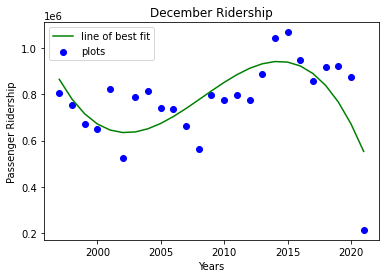 December Ridership
1e6
line of best fit
plots
Passenger Ridership
1.0
0.8
0.6
0.4
0.2
2000 2005 2010 2015 2020
Years